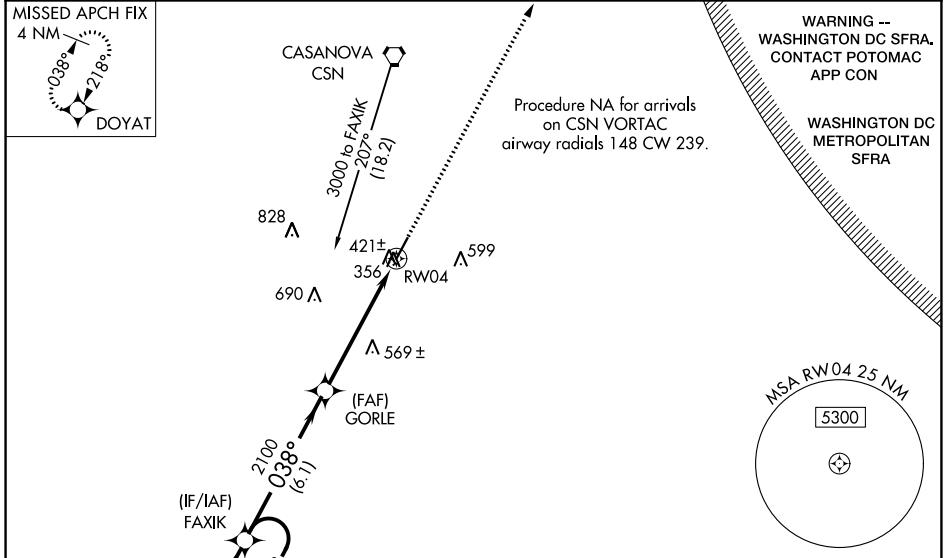 MISSED APCH FIX
4 NM
038°
218°
DOYAT
CASANOVA
CSN
3000 to FAXIK
207°
(18.2)
Procedure NA for arrivals
on CSN VORTAC
airway radials 148 CW 239.
WARNING --
WASHINGTON DC SFRA.
CONTACT POTOMAC
APP CON
WASHINGTON DC
METROPOLITAN
SFRA
828
421±
356
RW04
599
690
569 ±
(FAF)
GORLE
2100
038°
(6.1)
(IF/IAF)
FAXIK
MSA RW04 25 NM
5300